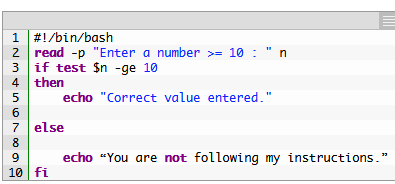 1 #!/bin/bash
2 read -p "Enter a number >= 10 : " n
3 if test $n -ge 10
4 then
5     echo "Correct value entered."
6
7 else
8
9     echo “You are not following my instructions.”
10 fi